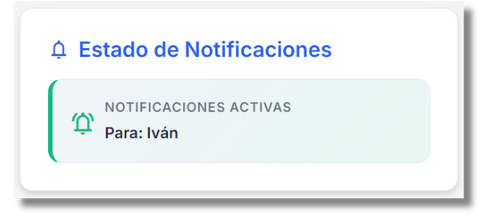 Estado de Notificaciones
NOTIFICACIONES ACTIVAS
Para: Iván